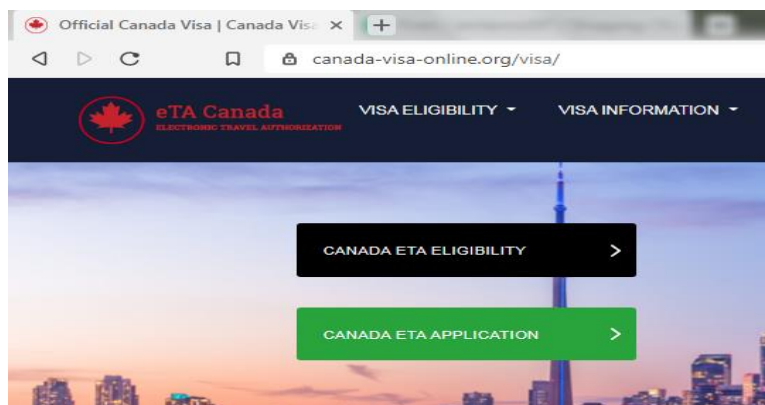 Official Canada Visa | Canada Vis
canada-visa-online.org/visa/
eTA Canada
ELECTRONIC TRAVEL AUTHORIZATION
VISA ELIGIBILITY
VISA INFORMATION
CANADA ETA ELIGIBILITY
CANADA ETA APPLICATION